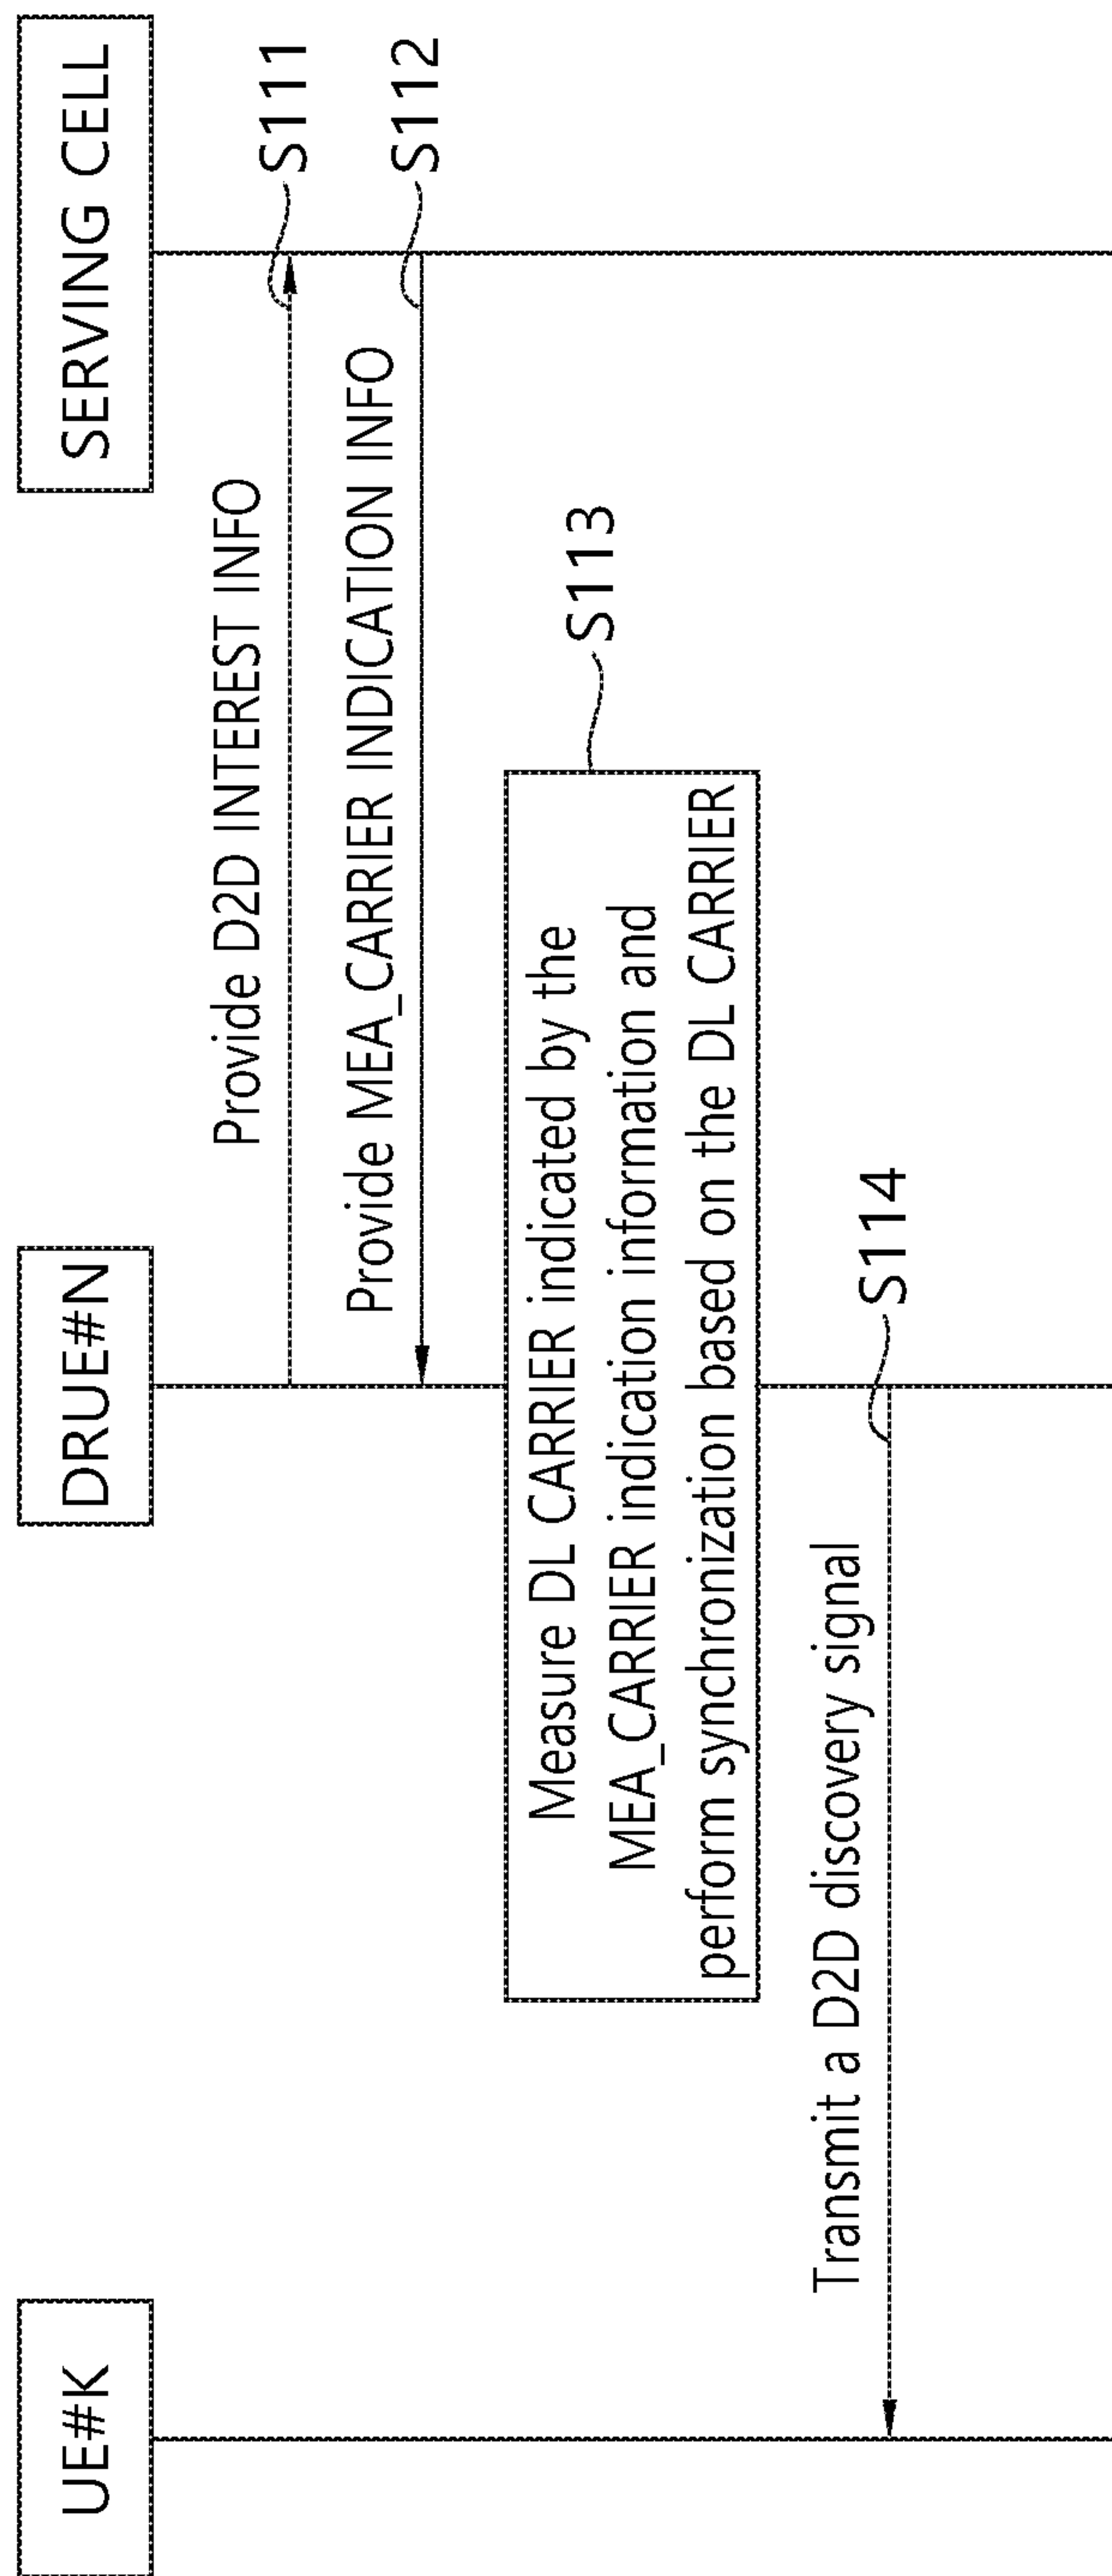 UE#K
DRUE#N
SERVING CELL
Provide D2D INTEREST INFO
S111
Provide MEA_CARRIER INDICATION INFO
S112
Measure DL CARRIER indicated by the
MEA_CARRIER indication information and
perform synchronization based on the DL CARRIER
S113
Transmit a D2D discovery signal
S114